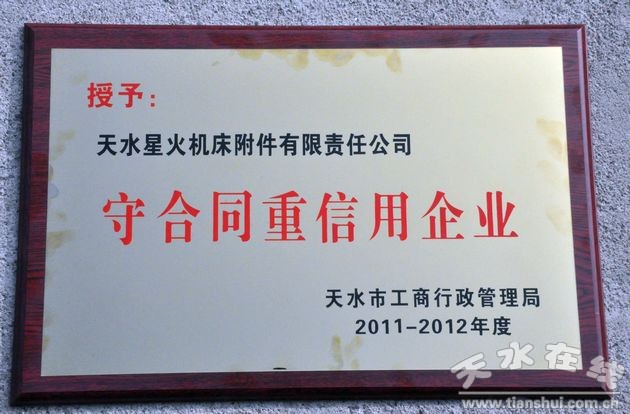 授予：
天水星火机床附件有限责任公司
守合同重信用企业
天水市工商行政管理局
2011-2012年度
天水在线
www.tianshui.com.cn